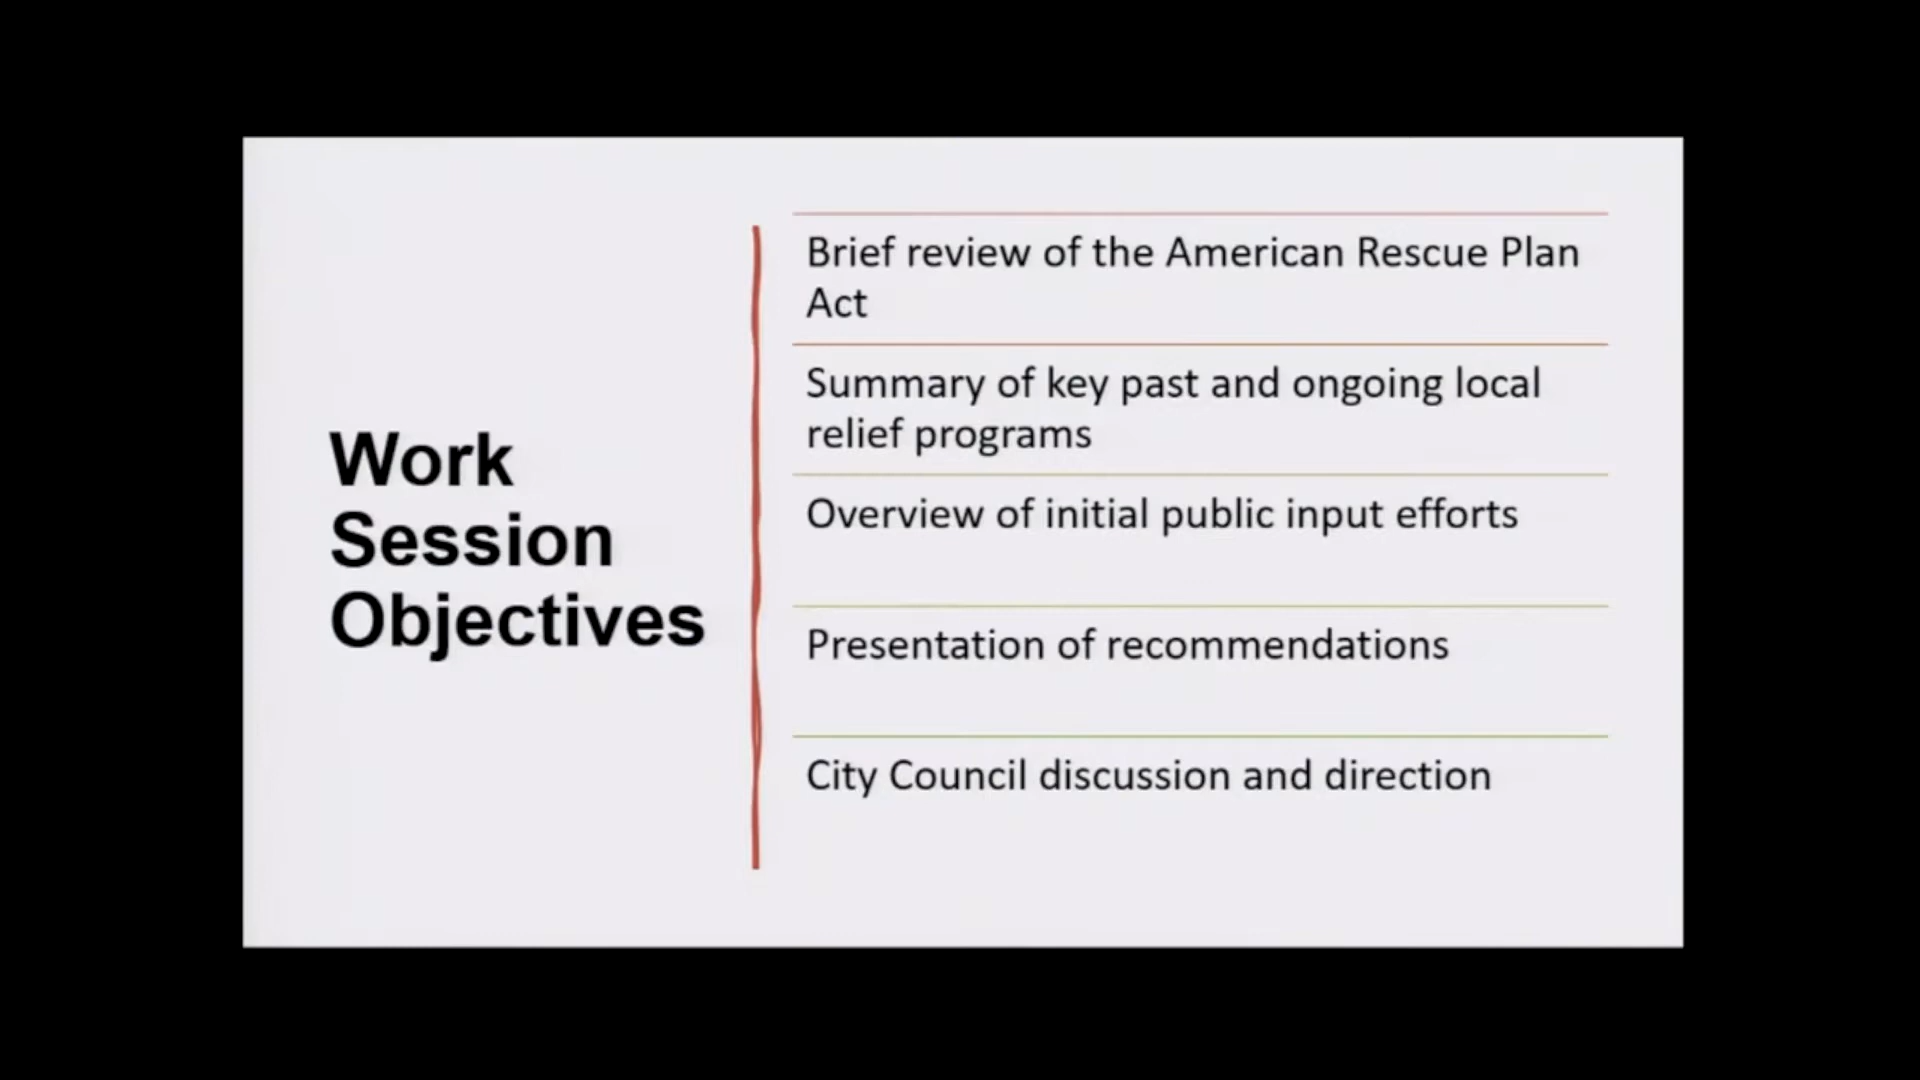 Work
Session
Objectives
Brief review of the American Rescue Plan
Act
Summary of key past and ongoing local
relief programs
Overview of initial public input efforts
Presentation of recommendations
City Council discussion and direction